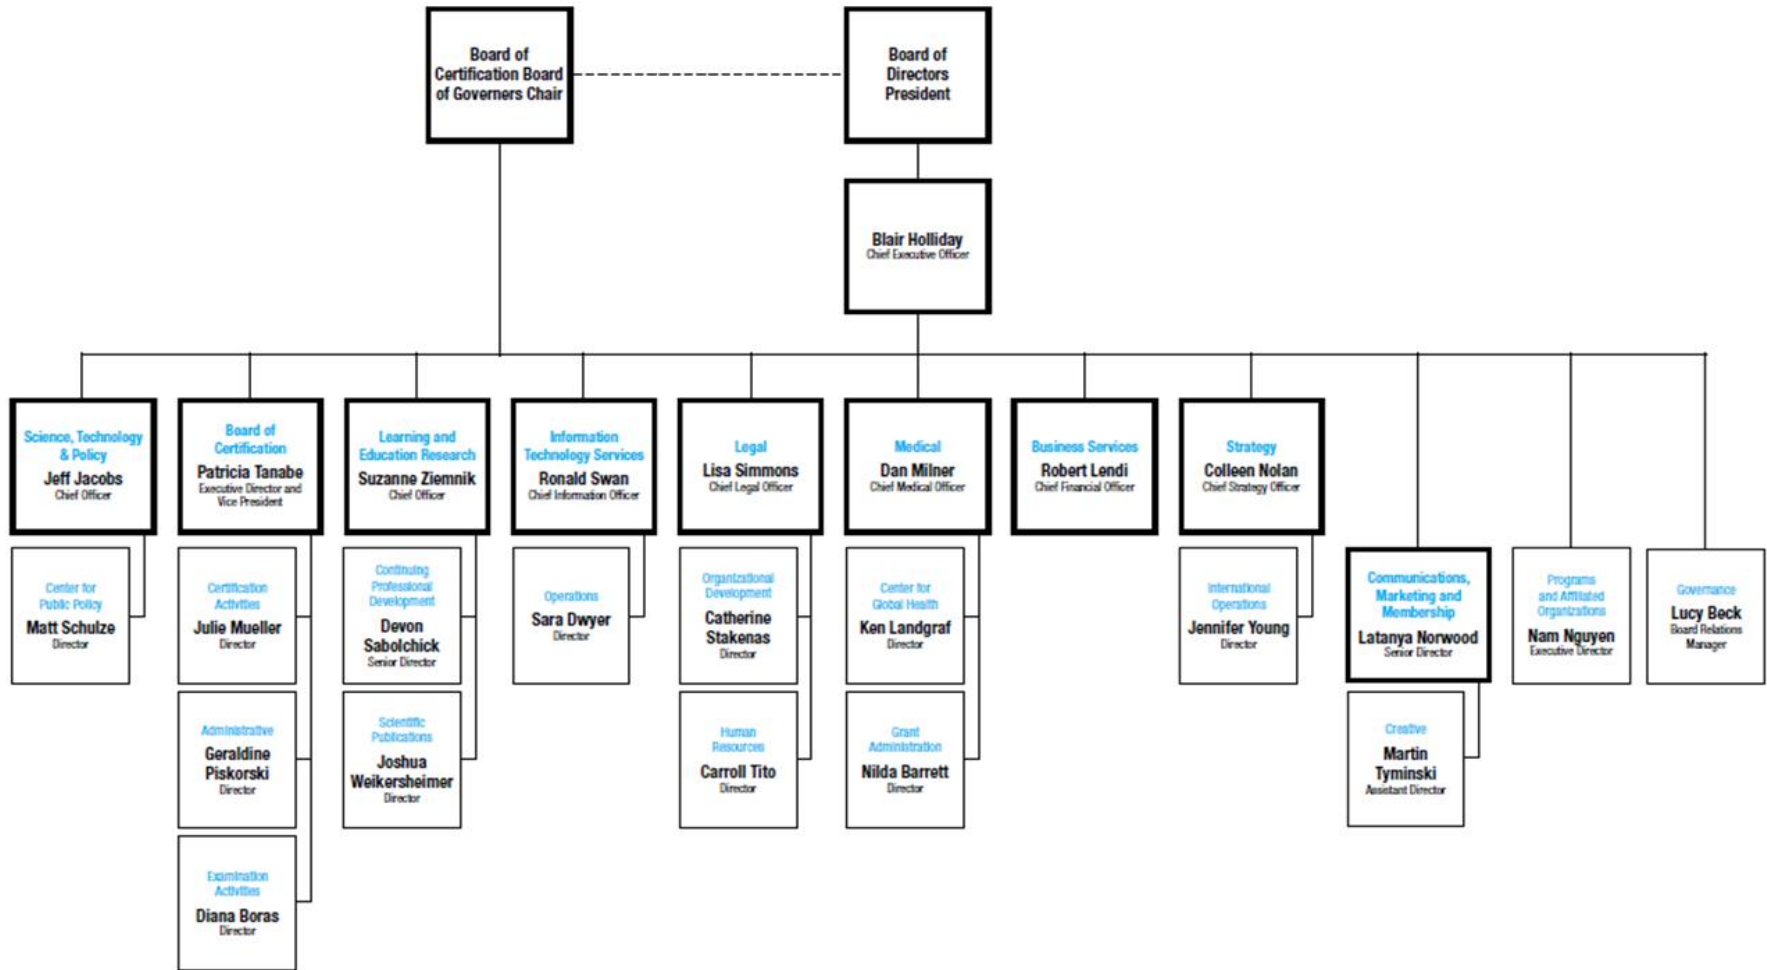 Board of
Certification Board
of Governers Chair
Board of
Directors
President
Blair Holliday
Chief Executive Officer
Science, Technology
& Policy
Jeff Jacobs
Chief Officer
Board of
Certification
Patricia Tanabe
Executive Director and
Vice President
Learning and
Education Research
Suzanne Ziemnik
Chief Officer
Information
Technology Services
Ronald Swan
Chief Information Officer
Legal
Lisa Simmons
Chief Legal Officer
Medical
Dan Milner
Chief Medical Officer
Business Services
Robert Lendi
Chief Financial Officer
Strategy
Colleen Nolan
Chief Strategy Officer
Center for
Public Policy
Matt Schulze
Director
Certification
Activities
Julie Mueller
Director
Continuing
Professional
Development
Devon
Sabolchick
Senior Director
Operations
Sara Dwyer
Director
Organizational
Development
Catherine
Stakenas
Director
Center for
Global Health
Ken Landgraf
Director
International
Operations
Jennifer Young
Director
Communications,
Marketing and
Membership
Latanya Norwood
Senior Director
Programs
and Affiliated
Organizations
Nam Nguyen
Executive Director
Governance
Lucy Beck
Board Relations
Manager
Administrative
Geraldine
Piskorski
Director
Scientific
Publications
Joshua
Weikersheimer
Director
Human
Resources
Carroll Tito
Director
Grant
Administration
Nilda Barrett
Director
Creative
Martin
Tyminski
Assistant Director
Examination
Activities
Diana Boras
Director